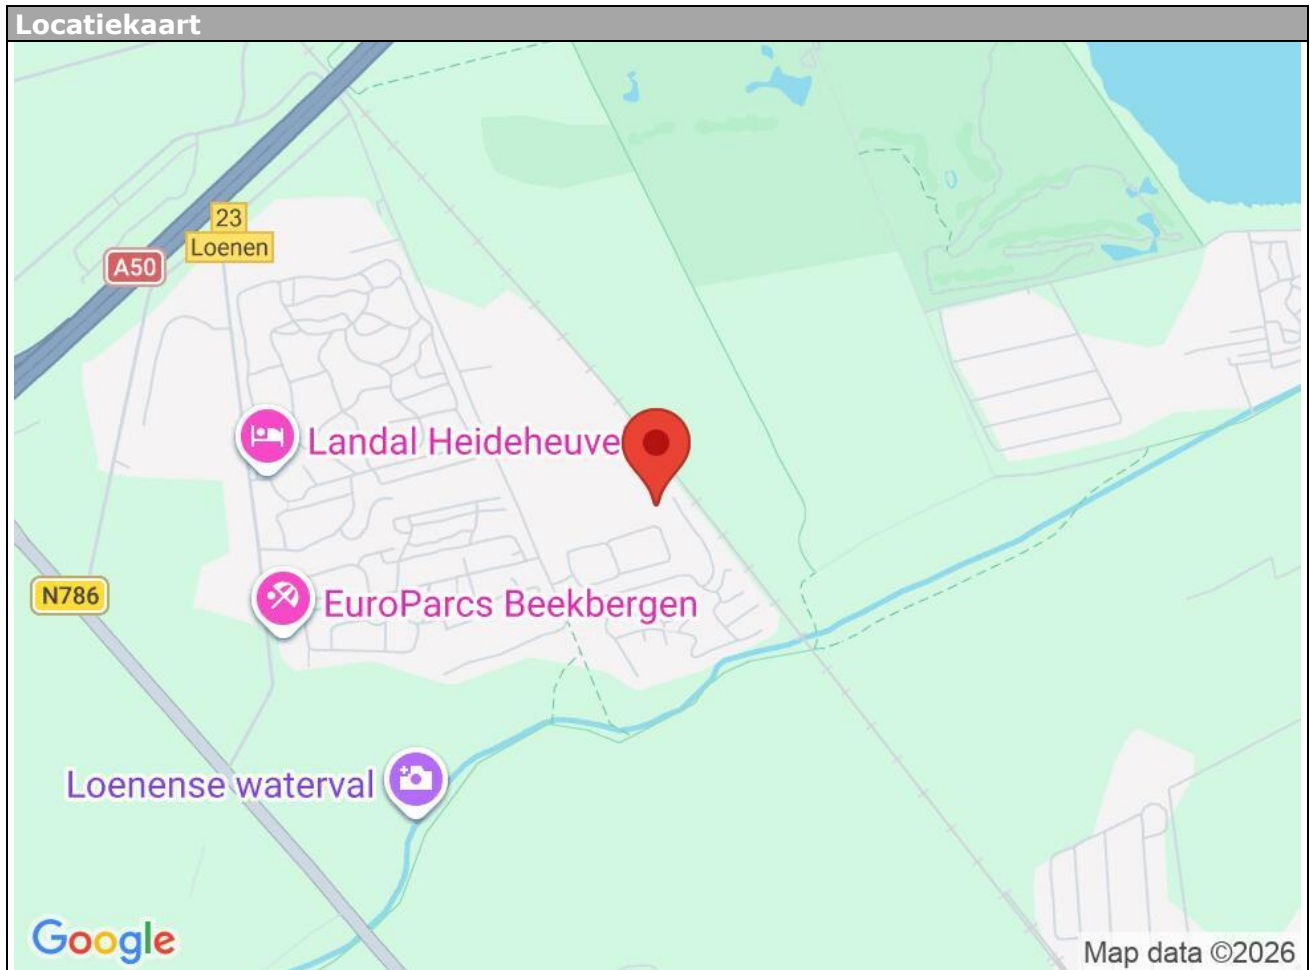 Locatiekaart
23
Loenen
A50
Landal Heideheuve
N786
EuroParcs Beekbergen
Loenense waterval
Google
Map data ©2026